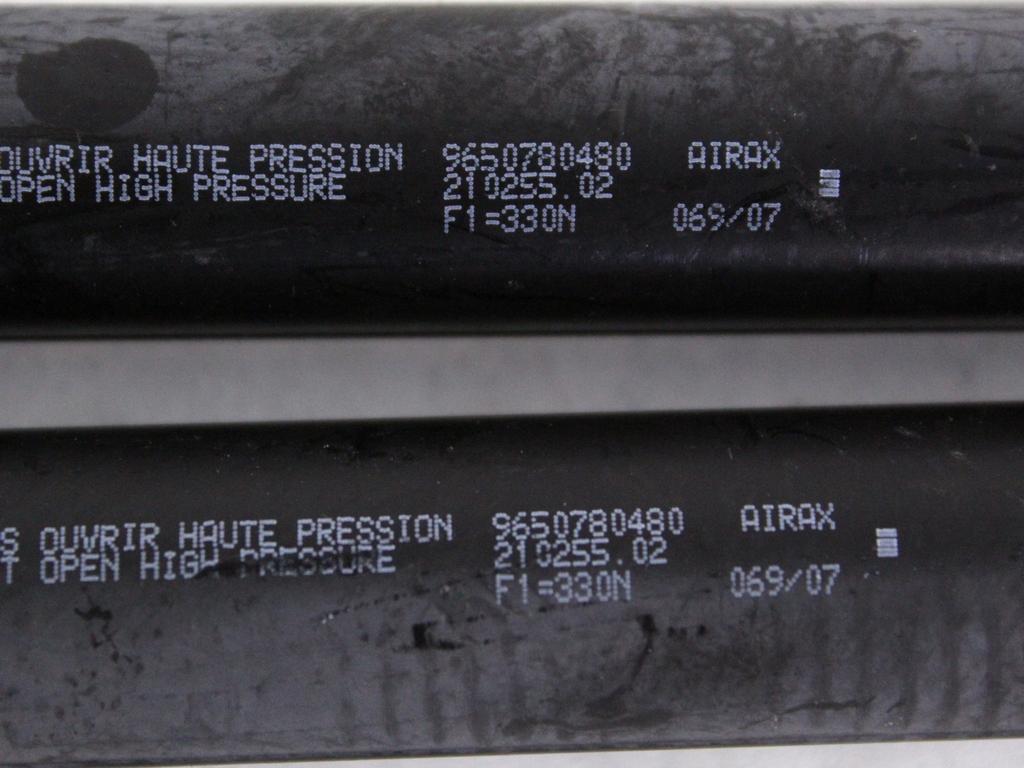 OUVRIR HAUTE PRESSION 9650780480 AIRAX
OPEN HIGH PRESSURE 210255.02
F1=330N 069/07
S OUVRIR HAUTE PRESSION 9650780480 AIRAX
T OPEN HIGH PRESSURE 210255.02
F1=330N 069/07